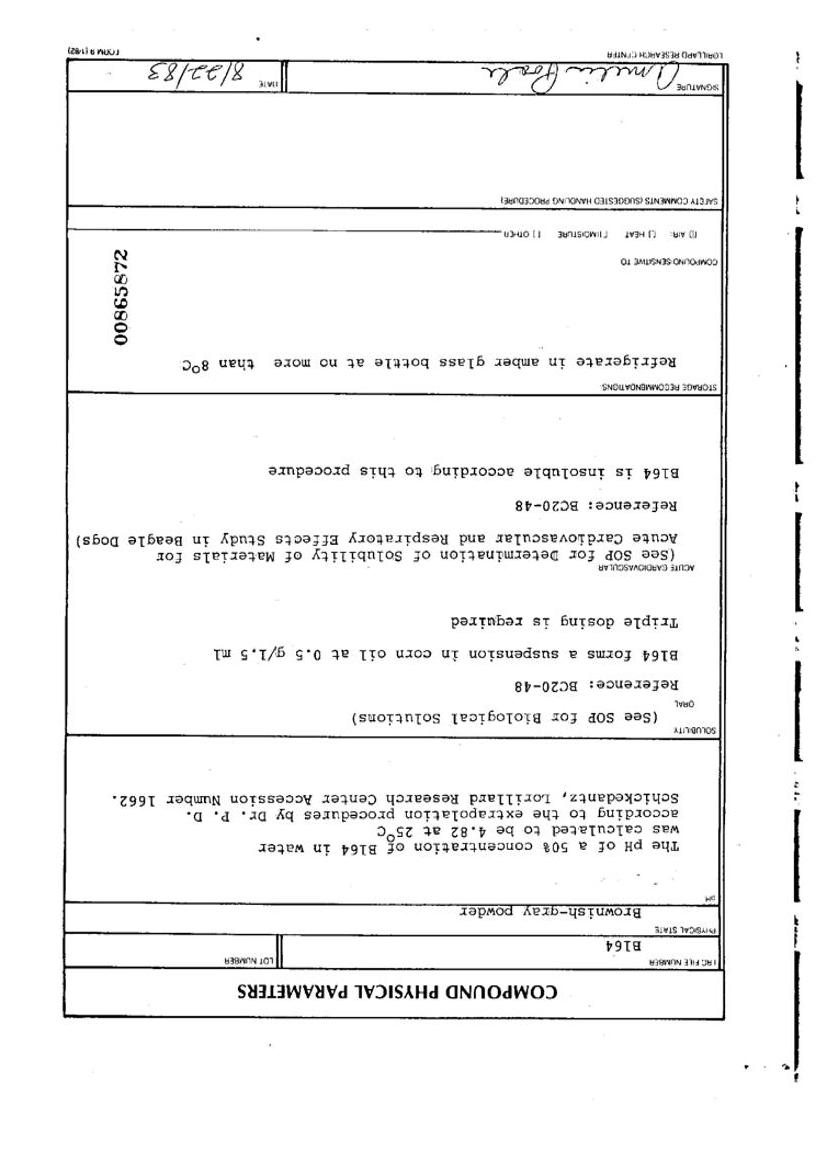 COMPOUND PHYSICAL PARAMETERS
LRC FILE NUMBER
LOT NUMBER
B164
PHYSICAL STATE
Brownish-gray powder
pH
The pH of a 50% concentration of B164 in water
was calculated to be 4.82 at 25°C
according to the extrapolation procedures by Dr. P. D.
Schickedantz, Lorillard Research Center Accession Number 1662.
SOLUBILITY
(See SOP for Biological Solutions)
ORAL
Reference: BC20-48
B164 forms a suspension in corn oil at 0.5 g/1.5 ml
Triple dosing is required
ACUTE CARDIOVASCULAR
(See SOP for Determination of Solubility of Materials for
Acute Cardiovascular and Respiratory Effects Study in Beagle Dogs)
Reference: BC20-48
B164 is insoluble according to this procedure
STORAGE RECOMMENDATIONS:
Refrigerate in amber glass bottle at no more than 8°C
00865872
COMPOUND SENSITIVE TO
() AIR: () HEAT () MOISTURE () OTHER
SAFETY COMMENTS (SUGGESTED HANDLING PROCEDURE)
SIGNATURE
Amelia Poole
DATE
8/22/83
LORILLARD RESEARCH CENTER
FORM 9 (1/82)